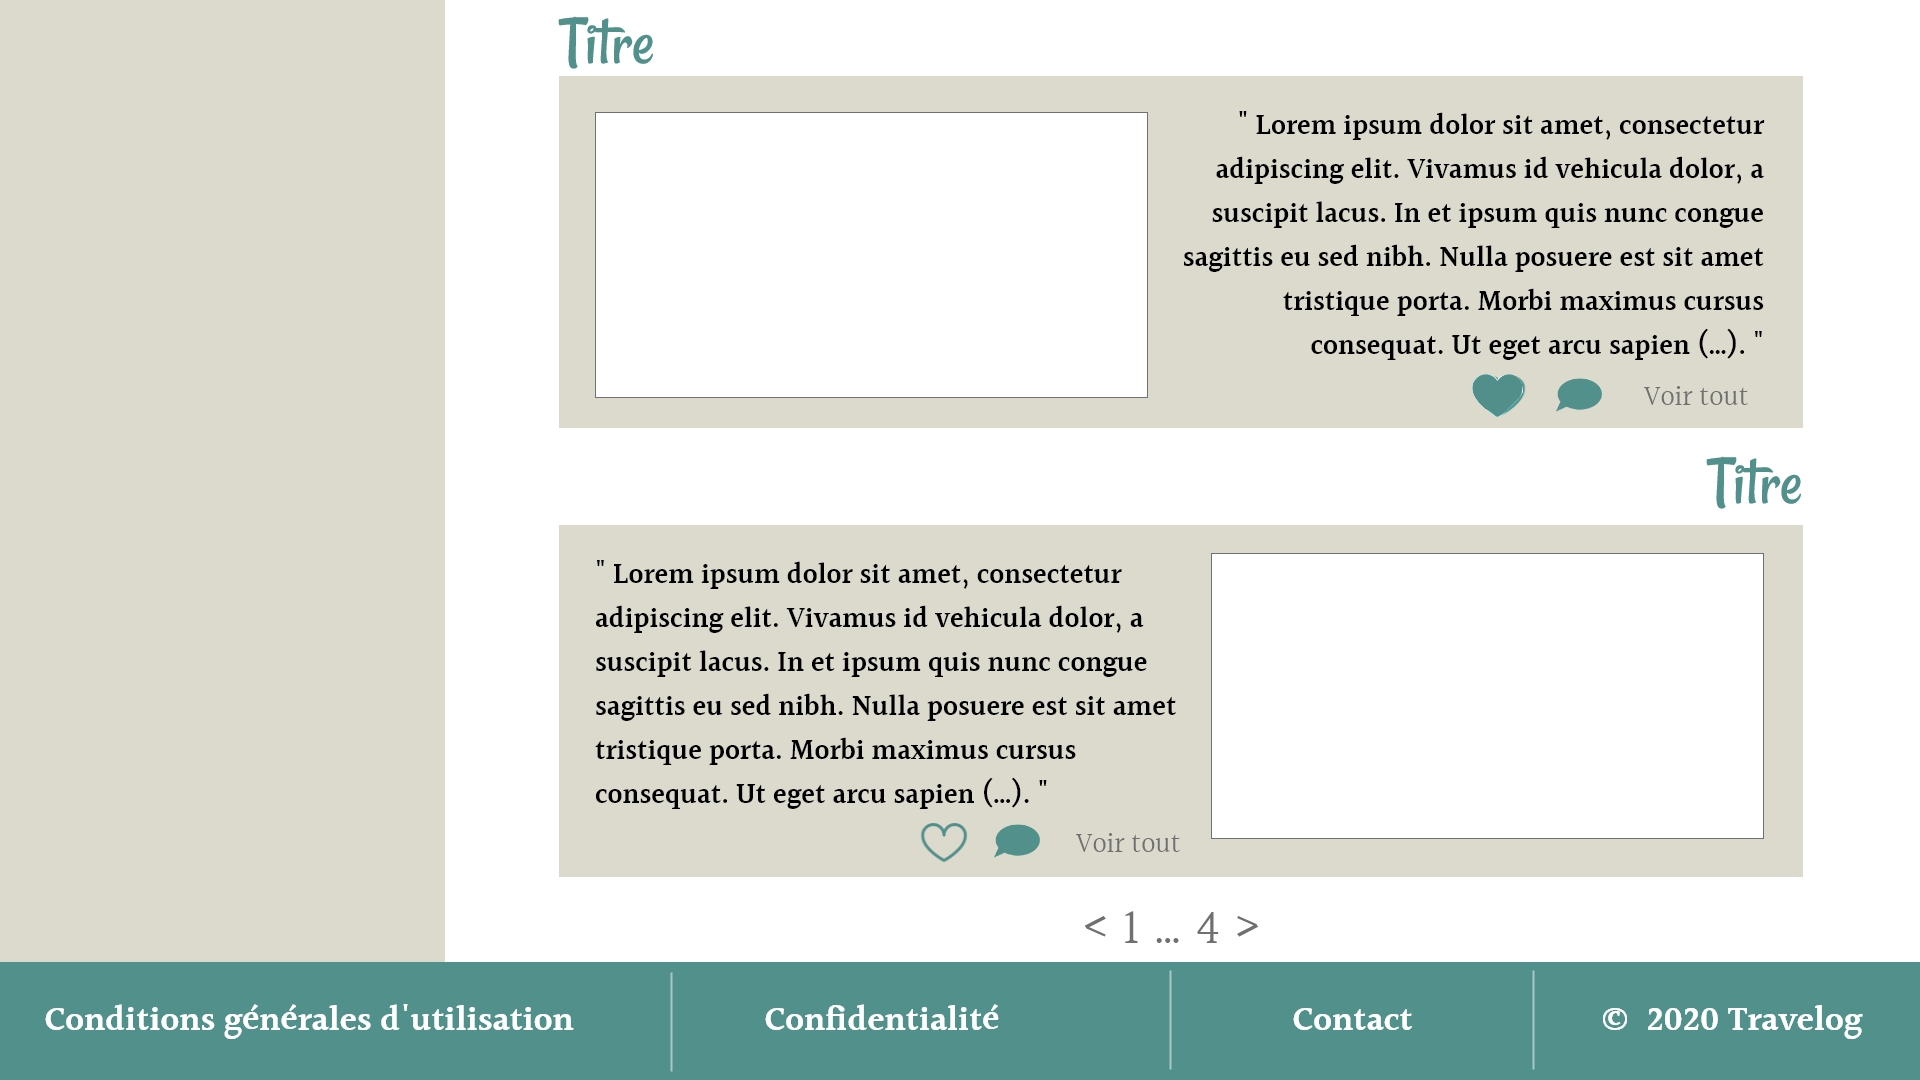 Titre
" Lorem ipsum dolor sit amet, consectetur
adipiscing elit. Vivamus id vehicula dolor, a
suscipit lacus. In et ipsum quis nunc congue
sagittis eu sed nibh. Nulla posuere est sit amet
tristique porta. Morbi maximus cursus
consequat. Ut eget arcu sapien (...). "
Voir tout
Titre
" Lorem ipsum dolor sit amet, consectetur
adipiscing elit. Vivamus id vehicula dolor, a
suscipit lacus. In et ipsum quis nunc congue
sagittis eu sed nibh. Nulla posuere est sit amet
tristique porta. Morbi maximus cursus
consequat. Ut eget arcu sapien (...). "
Voir tout
< 1 ... 4 >
Conditions générales d'utilisation
Confidentialité
Contact
© 2020 Travelog